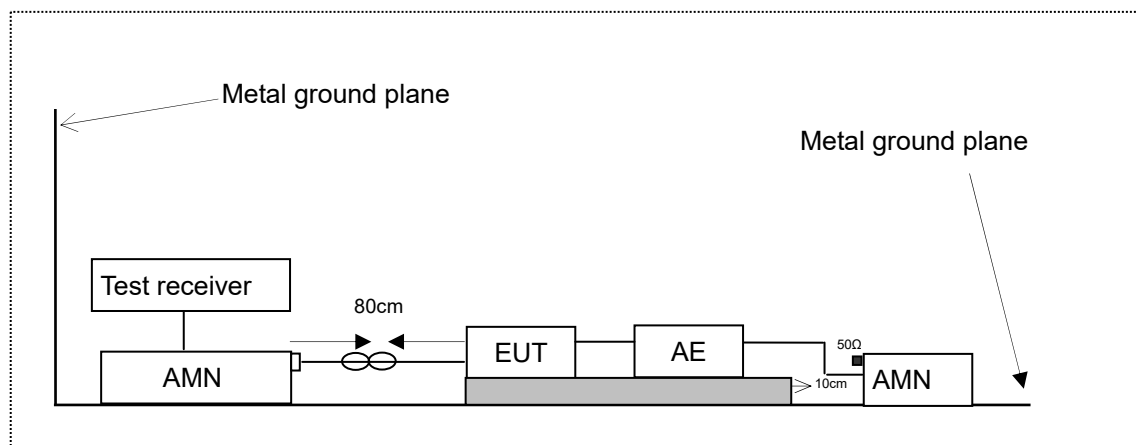 Metal ground plane
Metal ground plane
Test receiver
80cm
EUT
AE
50Ω
AMN
10cm
AMN